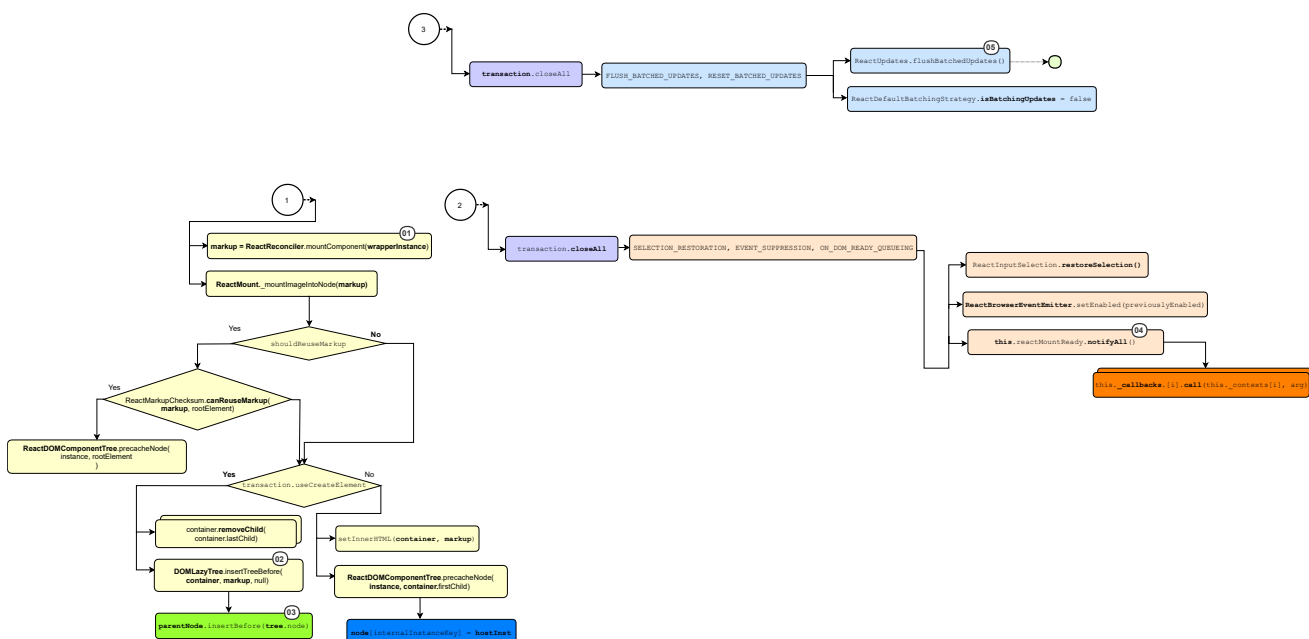 3
transaction.closeAll
FLUSH_BATCHED_UPDATES, RESET_BATCHED_UPDATES
05
ReactUpdates.flushBatchedUpdates()
ReactDefaultBatchingStrategy.isBatchingUpdates = false
1
01
markup = ReactReconciler.mountComponent(wrapperInstance)
ReactMount._mountImageIntoNode(markup)
Yes
No
shouldReuseMarkup
Yes
ReactMarkupChecksum.canReuseMarkup(
markup, rootElement)
ReactDOMComponentTree.precacheNode(
instance, rootElement
)
Yes
No
transaction.useCreateElement
container.removeChild(
container.lastChild)
setInnerHTML(container, markup)
02
DOMLazyTree.insertTreeBefore(
container, markup, null)
ReactDOMComponentTree.precacheNode(
instance, container.firstChild)
03
parentNode.insertBefore(tree.node)
node[internalInstanceKey] = hostInst
2
transaction.closeAll
SELECTION_RESTORATION, EVENT_SUPPRESSION, ON_DOM_READY_QUEUEING
ReactInputSelection.restoreSelection()
ReactBrowserEventEmitter.setEnabled(previouslyEnabled)
04
this.reactMountReady.notifyAll()
this._callbacks.[i].call(this._contexts[i], arg)